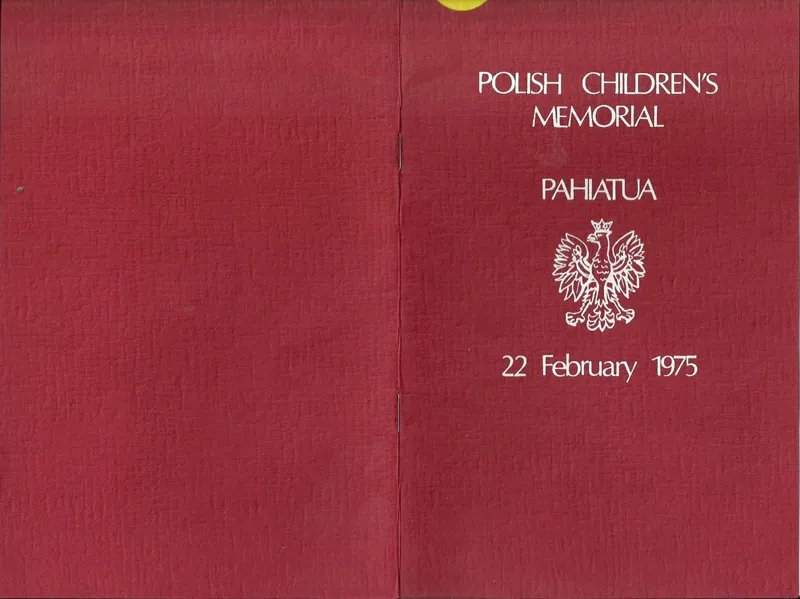 POLISH CHILDREN'S
MEMORIAL
PAHIATUA
22 February 1975